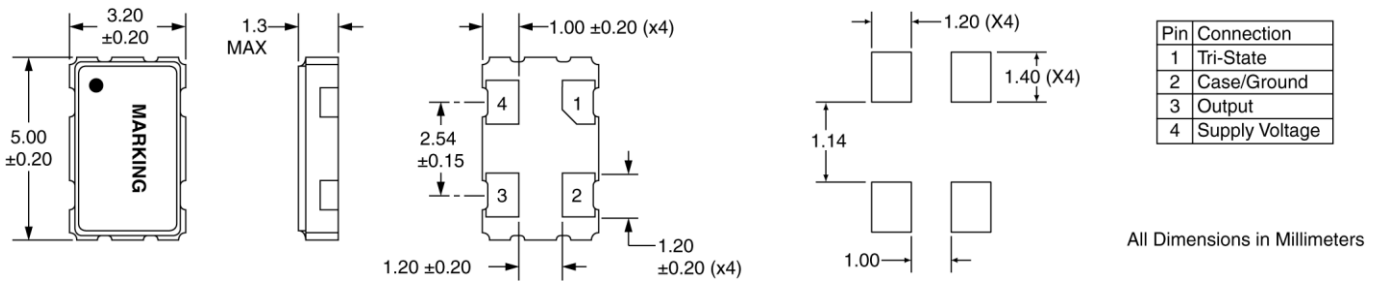 3.20
±0.20
5.00
±0.20
MARKING
1.3
MAX
1.00 ±0.20 (x4)
4
1
2.54
±0.15
3
2
1.20 ±0.20
1.20
±0.20 (x4)
1.20 (X4)
1.40 (X4)
1.14
1.00
Pin Connection
1 Tri-State
2 Case/Ground
3 Output
4 Supply Voltage
All Dimensions in Millimeters